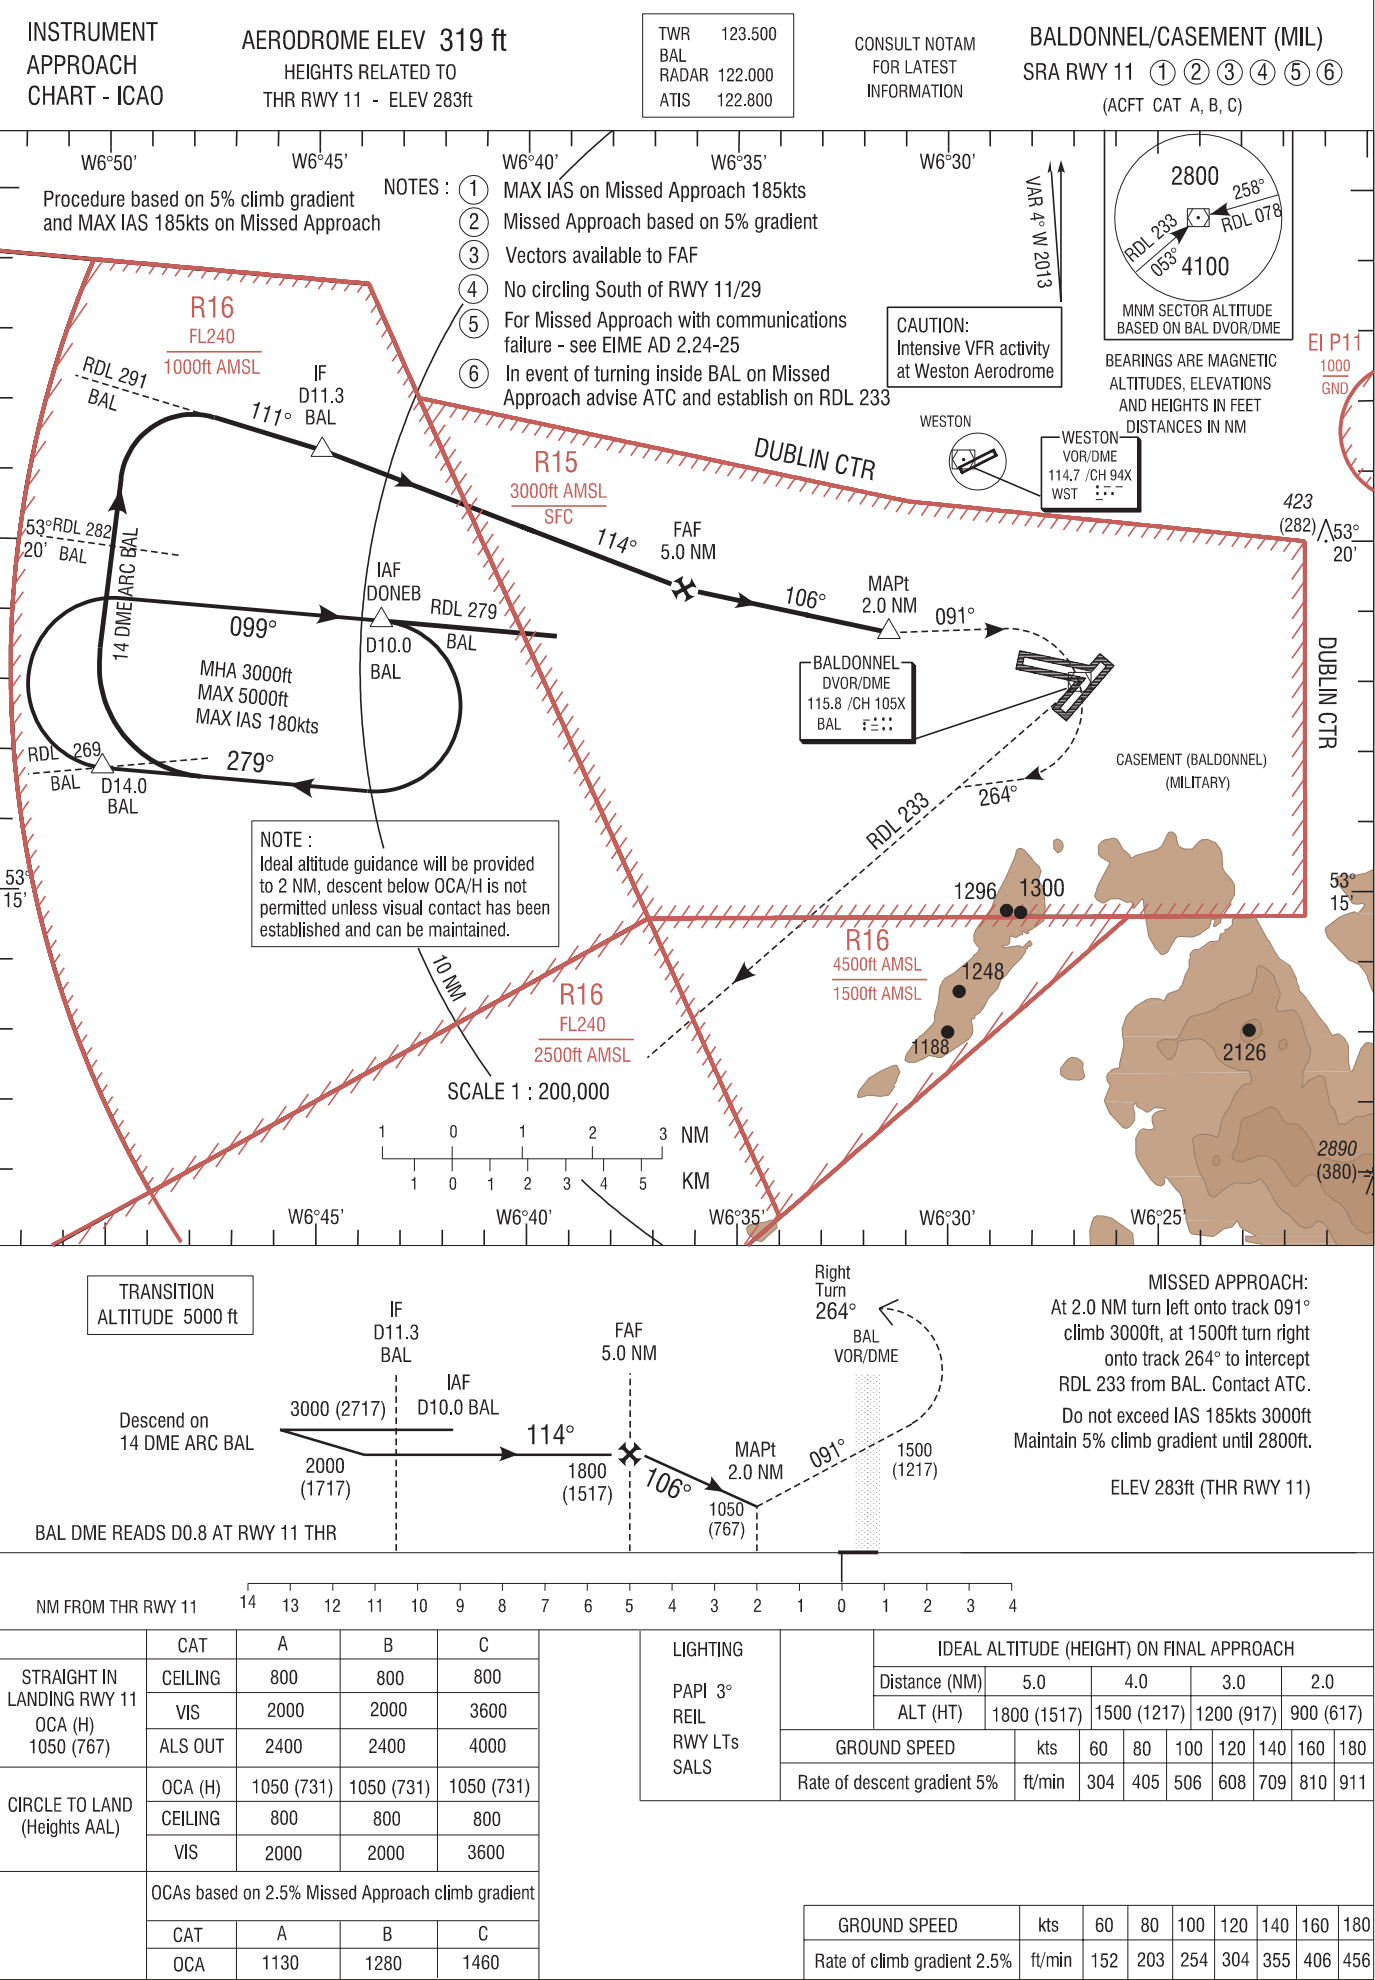 INSTRUMENT
APPROACH
CHART - ICAO
AERODROME ELEV 319 ft
HEIGHTS RELATED TO
THR RWY 11 - ELEV 283ft
TWR 123.500
BAL
RADAR 122.000
ATIS 122.800
CONSULT NOTAM
FOR LATEST
INFORMATION
BALDONNEL/CASEMENT (MIL)
SRA RWY 11 1 2 3 4 5 6
(ACFT CAT A, B, C)
W6°50' W6°45' W6°40' W6°35' W6°30'
Procedure based on 5% climb gradient
and MAX IAS 185kts on Missed Approach
NOTES : 1 MAX IAS on Missed Approach 185kts
2 Missed Approach based on 5% gradient
3 Vectors available to FAF
4 No circling South of RWY 11/29
5 For Missed Approach with communications
failure - see EIME AD 2.24-25
6 In event of turning inside BAL on Missed
Approach advise ATC and establish on RDL 233
VAR 4° W 2013
2800
258°
RDL 078
RDL 233
053°
4100
MNM SECTOR ALTITUDE
BASED ON BAL DVOR/DME
CAUTION:
Intensive VFR activity
at Weston Aerodrome
BEARINGS ARE MAGNETIC
ALTITUDES, ELEVATIONS
AND HEIGHTS IN FEET
DISTANCES IN NM
EI P11
1000
GND
R16
FL240
1000ft AMSL
RDL 291
BAL
111°
IF
D11.3
BAL
R15
3000ft AMSL
SFC
DUBLIN CTR
WESTON
WESTON
VOR/DME
114.7 /CH 94X
WST
423
(282)
53°
20'
53°
20'
RDL 282
BAL
14 DME ARC BAL
114°
FAF
5.0 NM
IAF
DONEB
D10.0
BAL
RDL 279
BAL
099°
MHA 3000ft
MAX 5000ft
MAX IAS 180kts
279°
RDL 269
BAL
D14.0
BAL
106°
MAPt
2.0 NM
091°
BALDONNEL
DVOR/DME
115.8 /CH 105X
BAL
DUBLIN CTR
CASEMENT (BALDONNEL)
(MILITARY)
264°
RDL 233
NOTE :
Ideal altitude guidance will be provided
to 2 NM, descent below OCA/H is not
permitted unless visual contact has been
established and can be maintained.
53°
15'
53°
15'
1296
1300
R16
4500ft AMSL
1500ft AMSL
1248
1188
2126
2890
(380)
10 NM
R16
FL240
2500ft AMSL
SCALE 1 : 200,000
1 0 1 2 3 NM
1 0 1 2 3 4 5 KM
W6°45' W6°40' W6°35' W6°30' W6°25'
TRANSITION
ALTITUDE 5000 ft
IF
D11.3
BAL
IAF
D10.0 BAL
FAF
5.0 NM
Right
Turn
264°
BAL
VOR/DME
Descend on
14 DME ARC BAL
3000 (2717)
2000
(1717)
114°
1800
(1517)
106°
MAPt
2.0 NM
1050
(767)
091°
1500
(1217)
MISSED APPROACH:
At 2.0 NM turn left onto track 091°
climb 3000ft, at 1500ft turn right
onto track 264° to intercept
RDL 233 from BAL. Contact ATC.
Do not exceed IAS 185kts 3000ft
Maintain 5% climb gradient until 2800ft.
ELEV 283ft (THR RWY 11)
BAL DME READS D0.8 AT RWY 11 THR
NM FROM THR RWY 11 14 13 12 11 10 9 8 7 6 5 4 3 2 1 0 1 2 3 4
CAT A B C
STRAIGHT IN
LANDING RWY 11
OCA (H)
1050 (767)
CEILING 800 800 800
VIS 2000 2000 3600
ALS OUT 2400 2400 4000
CIRCLE TO LAND
(Heights AAL)
OCA (H) 1050 (731) 1050 (731) 1050 (731)
CEILING 800 800 800
VIS 2000 2000 3600
OCAs based on 2.5% Missed Approach climb gradient
CAT A B C
OCA 1130 1280 1460
LIGHTING
PAPI 3°
REIL
RWY LTs
SALS
IDEAL ALTITUDE (HEIGHT) ON FINAL APPROACH
Distance (NM) 5.0 4.0 3.0 2.0
ALT (HT) 1800 (1517) 1500 (1217) 1200 (917) 900 (617)
GROUND SPEED kts 60 80 100 120 140 160 180
Rate of descent gradient 5% ft/min 304 405 506 608 709 810 911
GROUND SPEED kts 60 80 100 120 140 160 180
Rate of climb gradient 2.5% ft/min 152 203 254 304 355 406 456